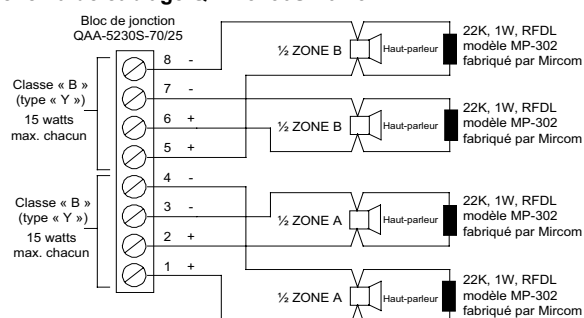 Bloc de jonction
QAA-5230S-70/25
Classe « B »
(type « Y »)
15 watts
max. chacun
8 -
7 -
6 +
5 +
½ ZONE B
Haut-parleur
22K, 1W, RFDL
modèle MP-302
fabriqué par Mircom
½ ZONE B
Haut-parleur
22K, 1W, RFDL
modèle MP-302
fabriqué par Mircom
Classe « B »
(type « Y »)
15 watts
max. chacun
4 -
3 -
2 +
1 +
½ ZONE A
Haut-parleur
22K, 1W, RFDL
modèle MP-302
fabriqué par Mircom
½ ZONE A
Haut-parleur
22K, 1W, RFDL
modèle MP-302
fabriqué par Mircom